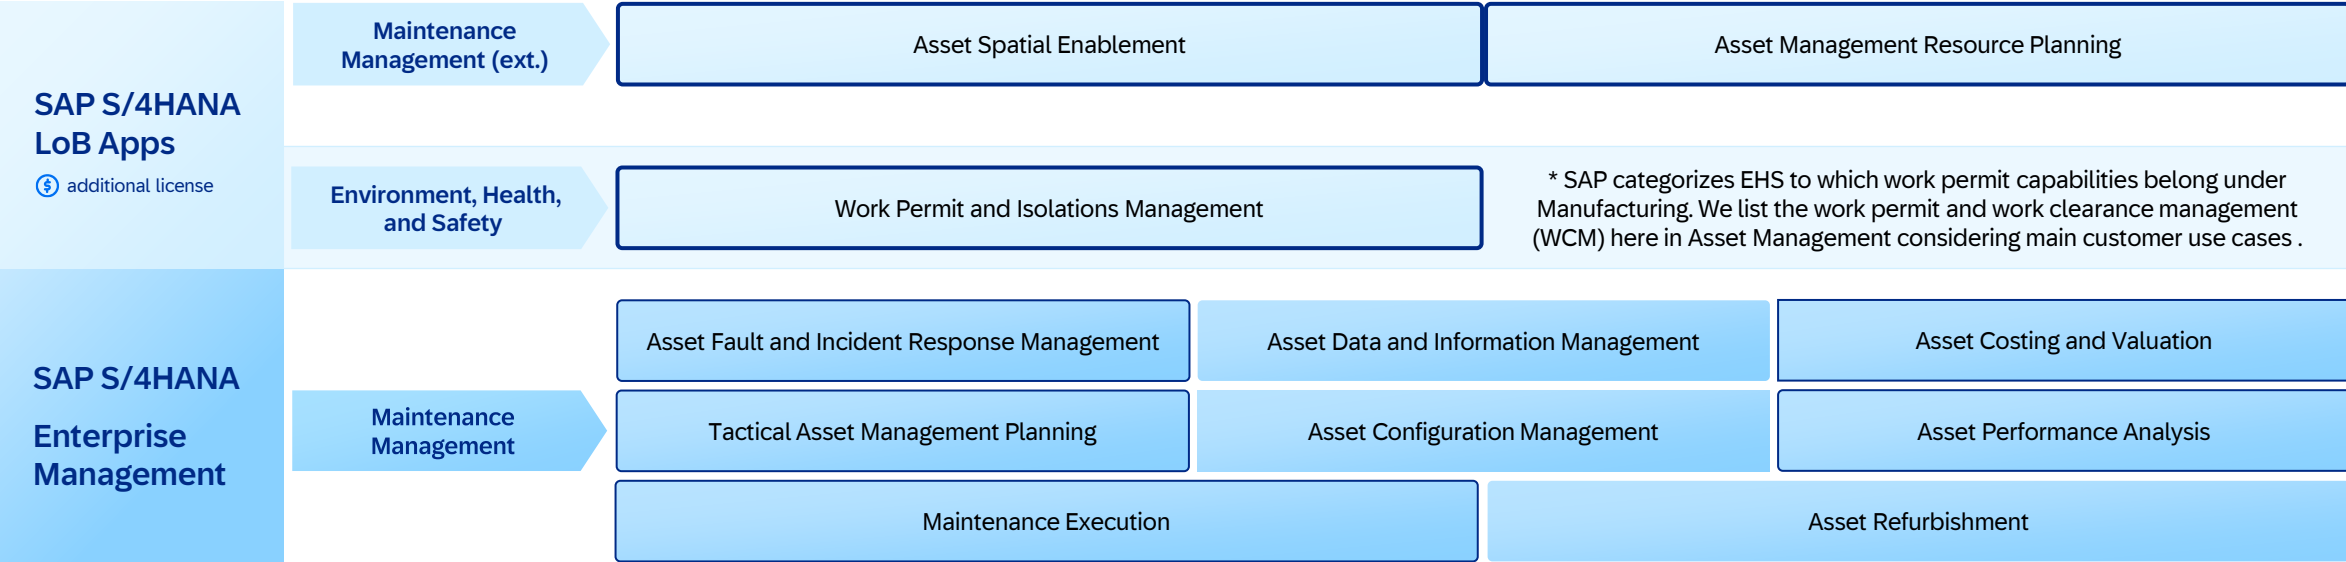 SAP S/4HANA
LoB Apps
additional license
Maintenance
Management (ext.)
Asset Spatial Enablement
Asset Management Resource Planning
Environment, Health,
and Safety
Work Permit and Isolations Management
* SAP categorizes EHS to which work permit capabilities belong under
Manufacturing. We list the work permit and work clearance management
(WCM) here in Asset Management considering main customer use cases .
SAP S/4HANA
Enterprise
Management
Maintenance
Management
Asset Fault and Incident Response Management
Asset Data and Information Management
Asset Costing and Valuation
Tactical Asset Management Planning
Asset Configuration Management
Asset Performance Analysis
Maintenance Execution
Asset Refurbishment